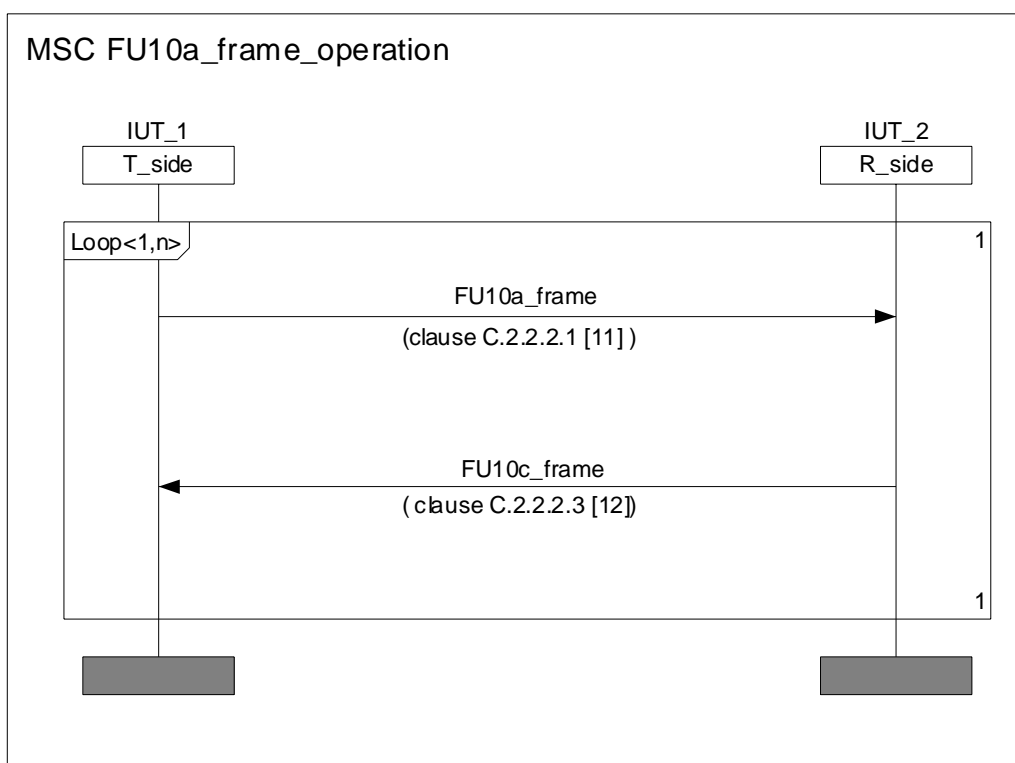 MSC FU10a_frame_operation
IUT_1
IUT_2
T_side
R_side
Loop<1,n>
1
FU10a_frame
(clause C.2.2.2.1 [11] )
FU10c_frame
( clause C.2.2.2.3 [12])
1